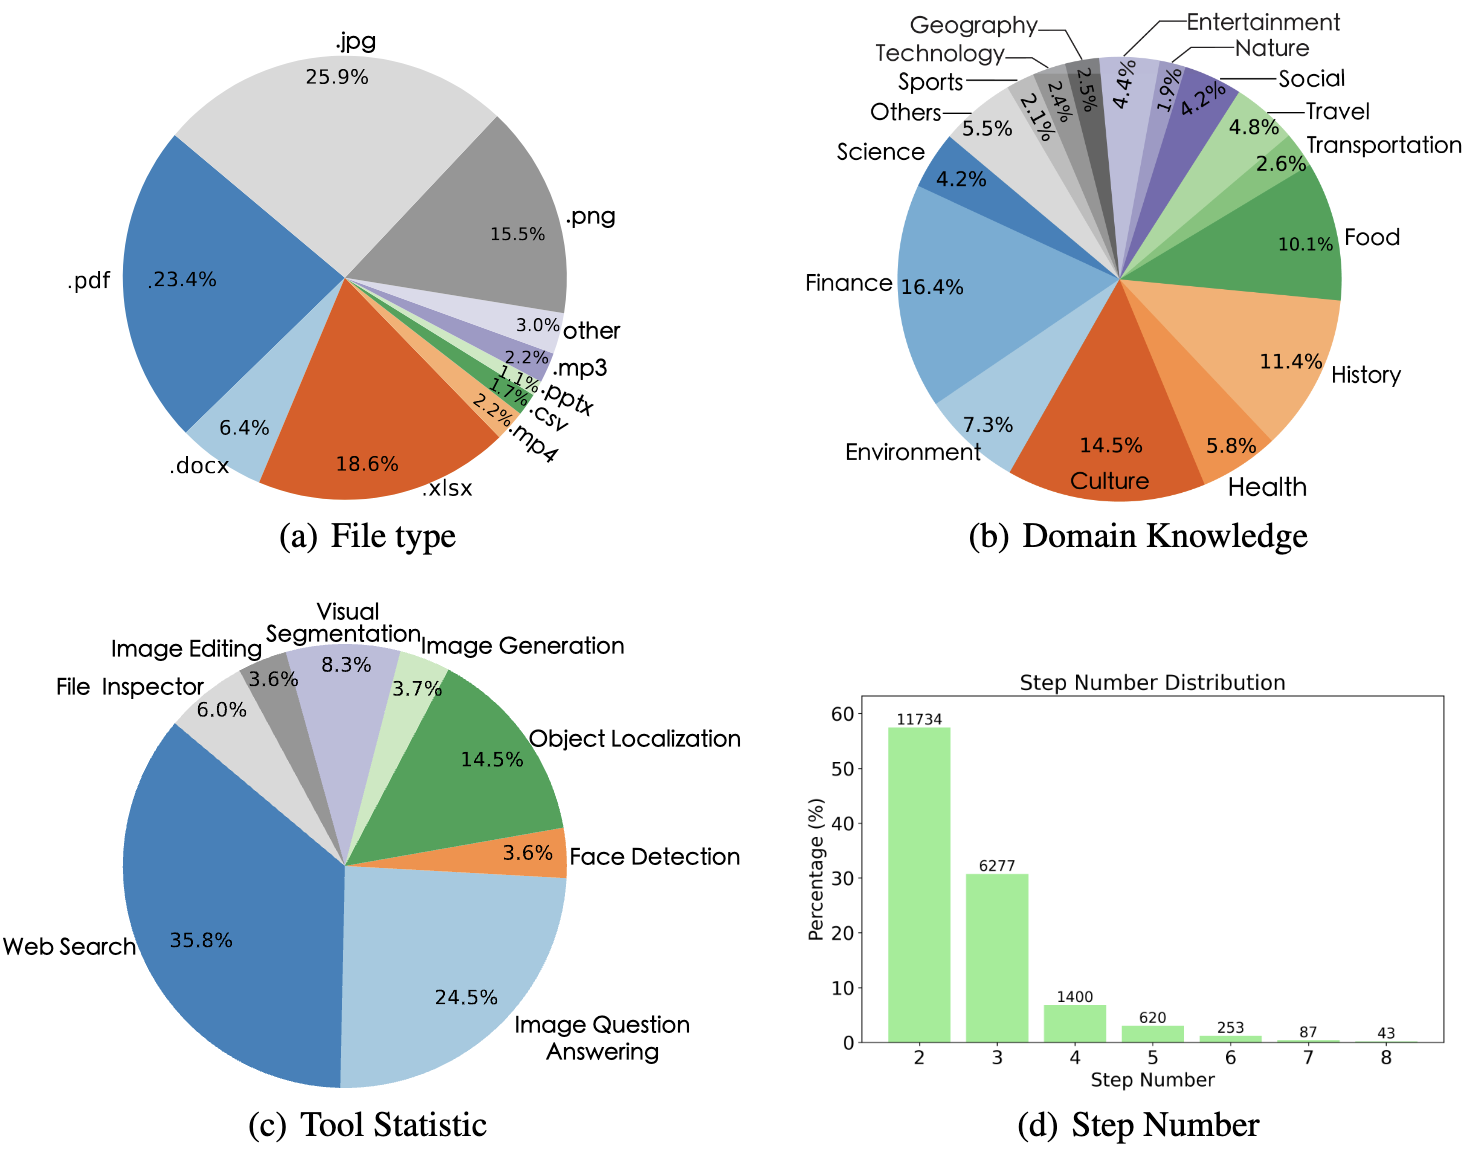 .jpg
25.9%
.png
15.5%
.pdf
23.4%
other
3.0%
.mp3
2.2%
.pptx
1.1%
.csv
1.7%
.mp4
2.2%
.docx
6.4%
.xlsx
18.6%
(a) File type
Geography
2.5%
Technology
2.4%
Sports
2.1%
Others
5.5%
Science
4.2%
Entertainment
4.4%
Nature
1.9%
Social
4.2%
Travel
4.8%
Transportation
2.6%
Food
10.1%
Finance
16.4%
History
11.4%
Environment
7.3%
Culture
14.5%
Health
5.8%
(b) Domain Knowledge
Visual
Segmentation
8.3%
Image Editing
3.6%
File Inspector
6.0%
Image Generation
3.7%
Object Localization
14.5%
Face Detection
3.6%
Web Search
35.8%
Image Question
Answering
24.5%
(c) Tool Statistic
Step Number Distribution
Percentage (%)
60
50
40
30
20
10
0
11734
6277
1400
620
253
87
43
2 3 4 5 6 7 8
Step Number
(d) Step Number